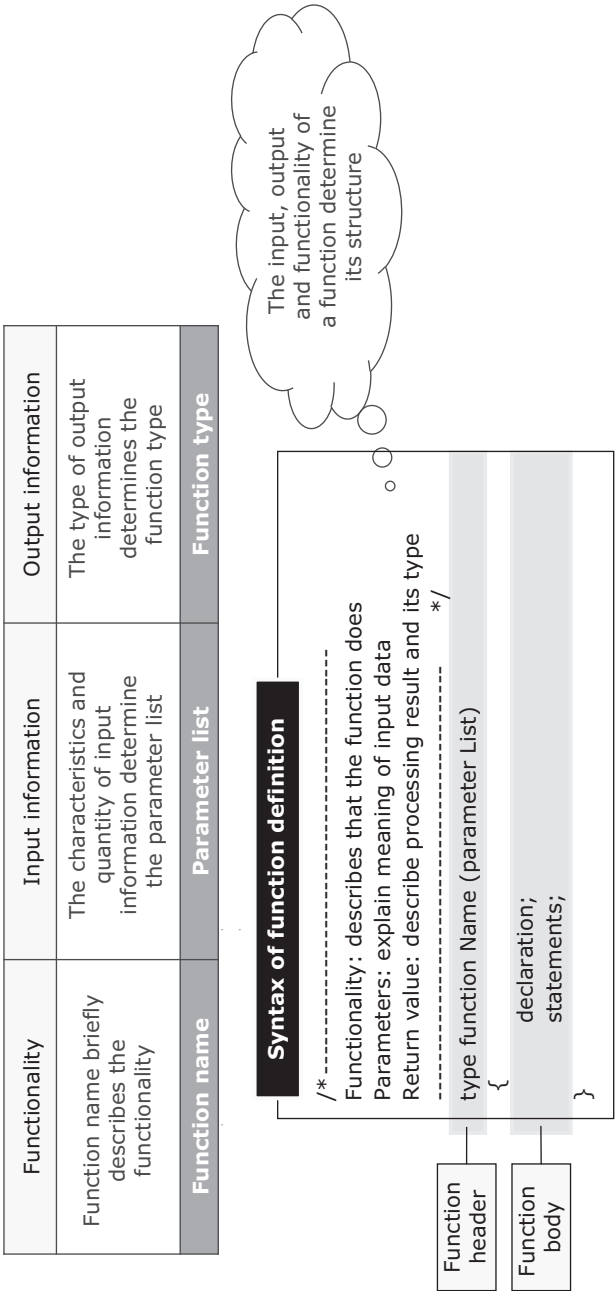 Functionality
Input information
Output information
Function name briefly
describes the
functionality
The characteristics and
quantity of input
information determine
the parameter list
The type of output
information
determines the
function type
Function name
Parameter list
Function type
The input, output
and functionality of
a function determine
its structure
Syntax of function definition
/*----------------------------------------
Functionality: describes that the function does
Parameters: explain meaning of input data
Return value: describe processing result and its type
----------------------------------------*/
type function Name (parameter List)
{
declaration;
statements;
}
Function
header
Function
body